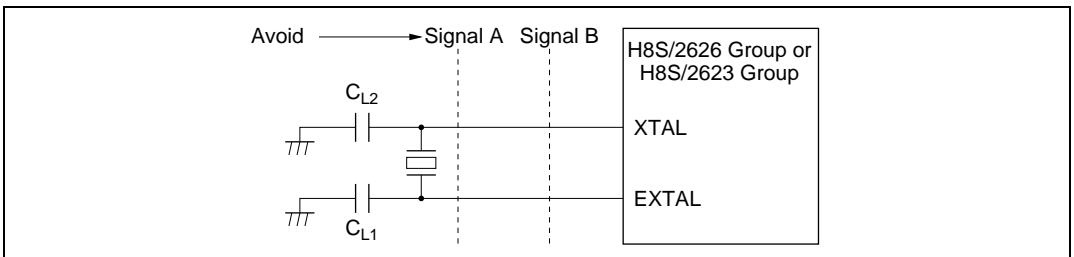 Avoid Signal A Signal B
H8S/2626 Group or
H8S/2623 Group
CL2
XTAL
EXTAL
CL1